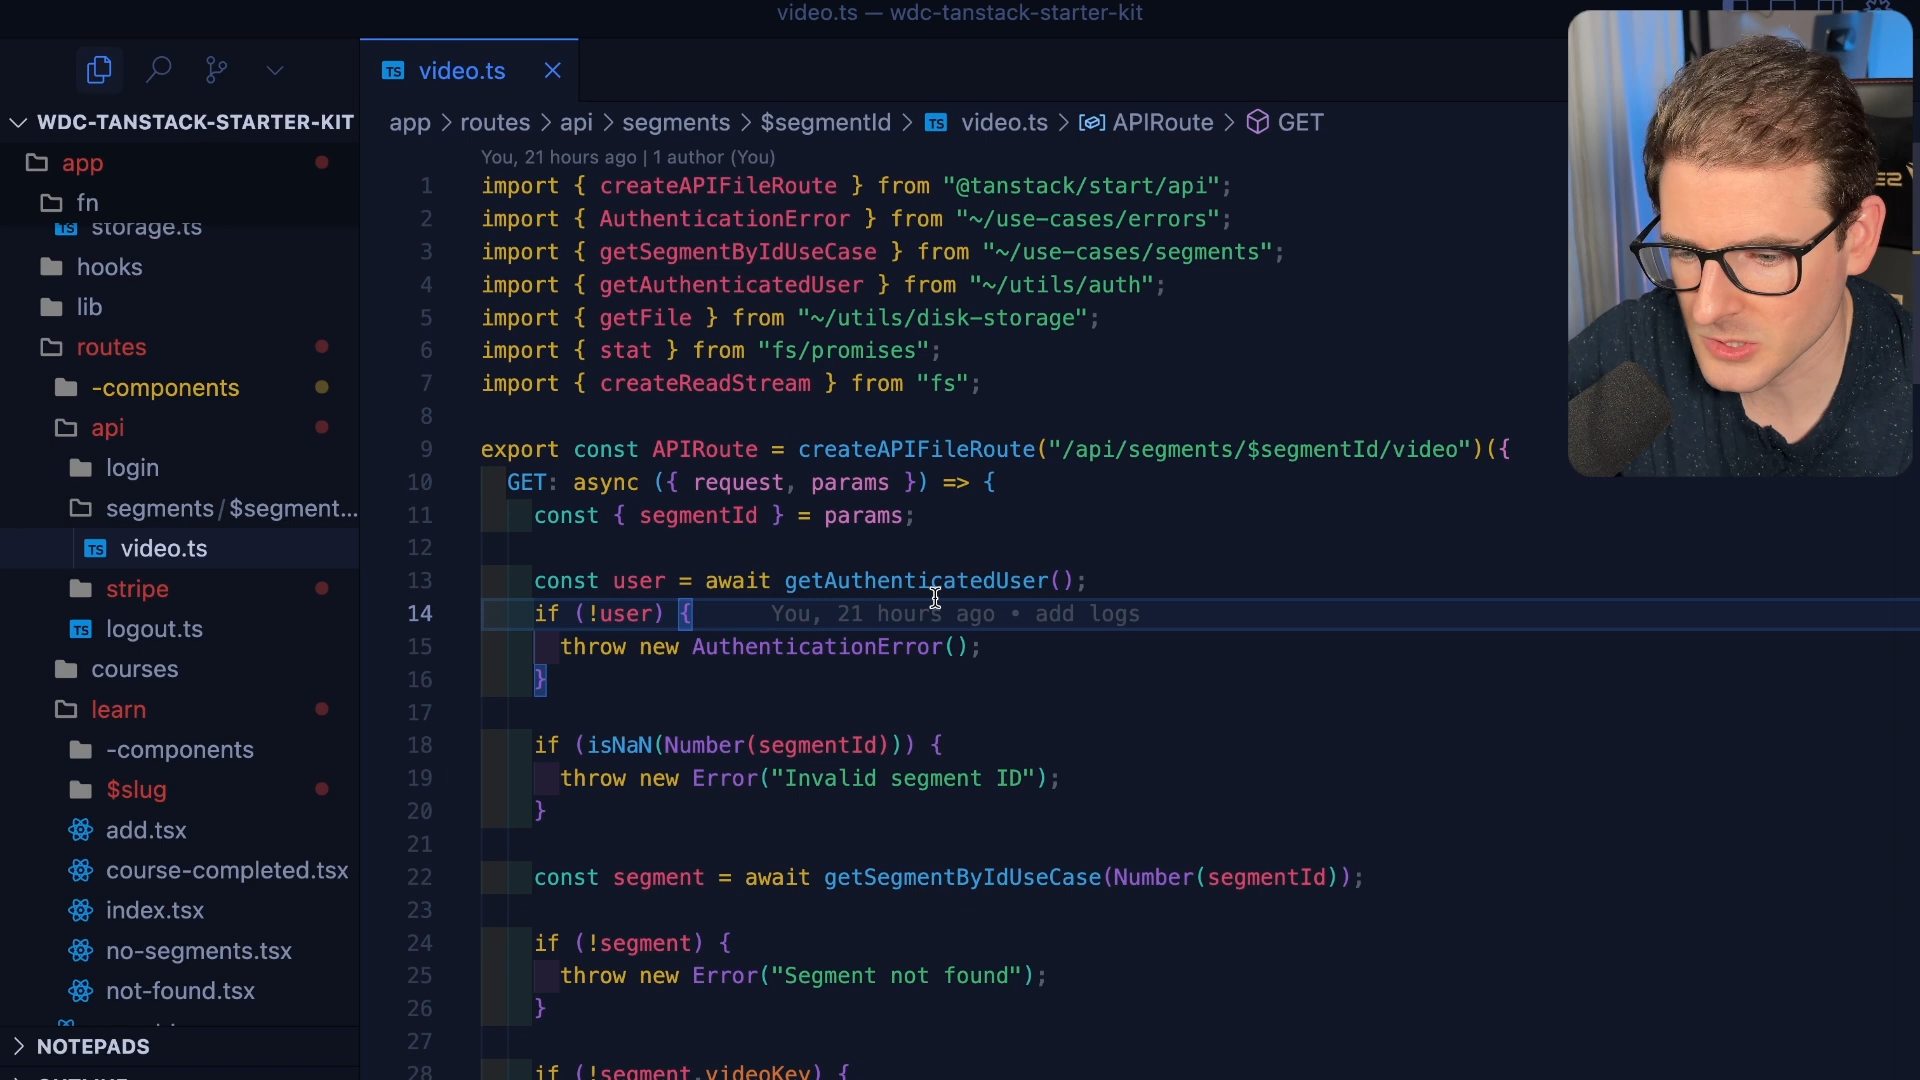 video.ts — wdc-tanstack-starter-kit
WDC-TANSTACK-STARTER-KIT
app
fn
storage.ts
hooks
lib
routes
-components
api
login
segments/$segment...
video.ts
stripe
logout.ts
courses
learn
-components
$slug
add.tsx
course-completed.tsx
index.tsx
no-segments.tsx
not-found.tsx
NOTEPADS
TS video.ts
app > routes > api > segments > $segmentId > TS video.ts > APIRoute > GET
You, 21 hours ago | 1 author (You)
1 import { createAPIFileRoute } from "@tanstack/start/api";
2 import { AuthenticationError } from "~/use-cases/errors";
3 import { getSegmentByIdUseCase } from "~/use-cases/segments";
4 import { getAuthenticatedUser } from "~/utils/auth";
5 import { getFile } from "~/utils/disk-storage";
6 import { stat } from "fs/promises";
7 import { createReadStream } from "fs";
8
9 export const APIRoute = createAPIFileRoute("/api/segments/$segmentId/video")({
10 GET: async ({ request, params }) => {
11 const { segmentId } = params;
12
13 const user = await getAuthenticatedUser();
14 if (!user) { You, 21 hours ago • add logs
15 throw new AuthenticationError();
16 }
17
18 if (isNaN(Number(segmentId))) {
19 throw new Error("Invalid segment ID");
20 }
21
22 const segment = await getSegmentByIdUseCase(Number(segmentId));
23
24 if (!segment) {
25 throw new Error("Segment not found");
26 }
27
28 if (!segment.videoKey) {